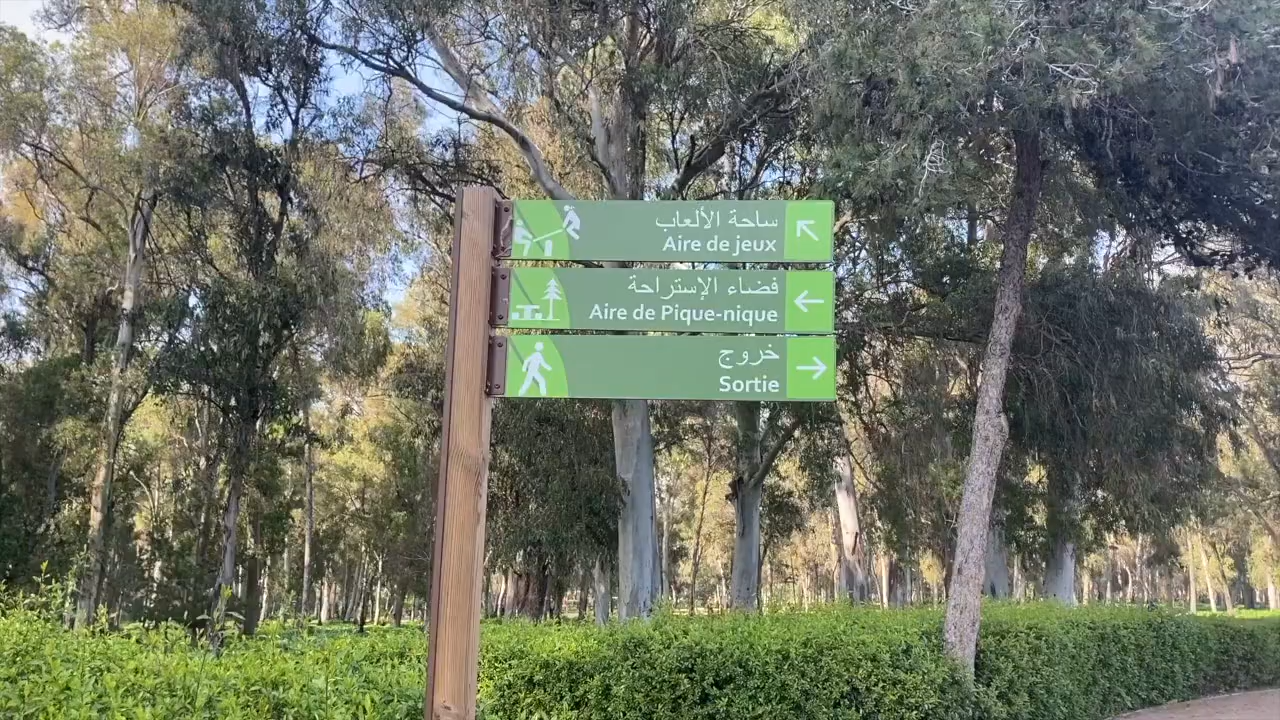 ساحة الألعاب
Aire de jeux
فضاء الإستراحة
Aire de Pique-nique
خروج
Sortie